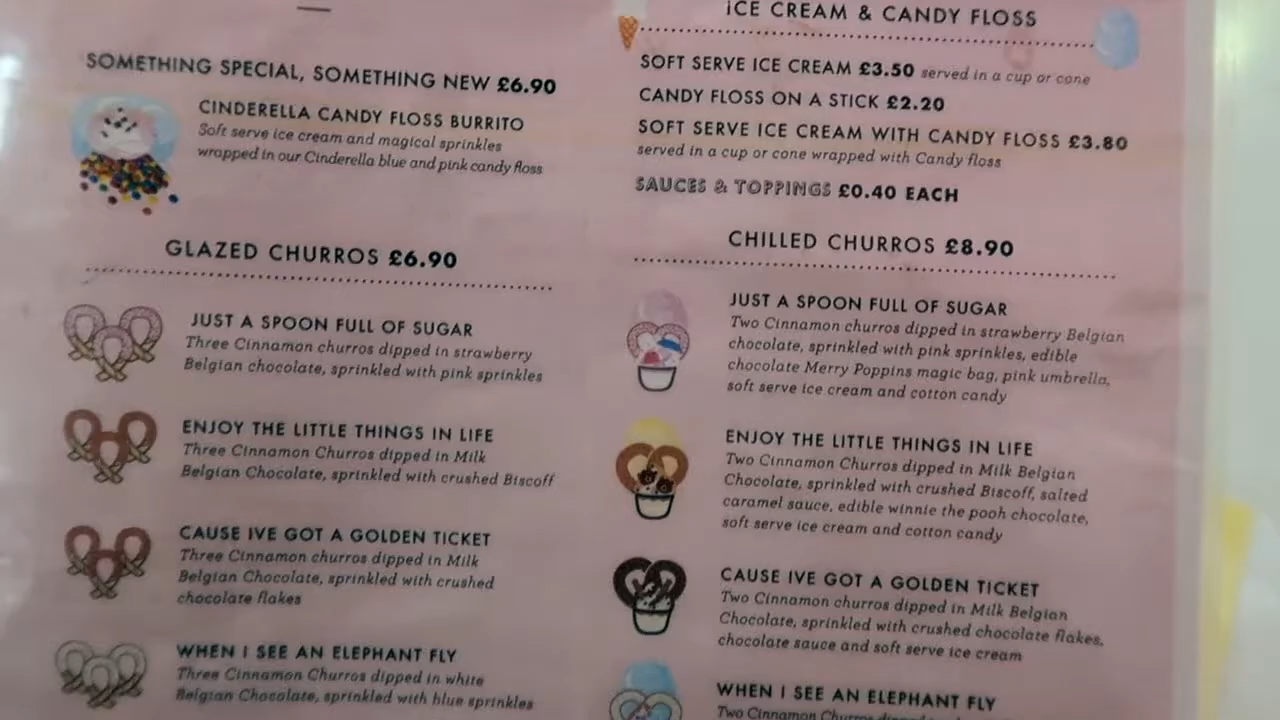 SOMETHING SPECIAL, SOMETHING NEW £6.90
CINDERELLA CANDY FLOSS BURRITO
Soft serve ice cream and magical sprinkles
wrapped in our Cinderella blue and pink candy floss
GLAZED CHURROS £6.90
JUST A SPOON FULL OF SUGAR
Three Cinnamon churros dipped in strawberry
Belgian chocolate, sprinkled with pink sprinkles
ENJOY THE LITTLE THINGS IN LIFE
Three Cinnamon Churros dipped in Milk
Belgian Chocolate, sprinkled with crushed Biscoff
CAUSE IVE GOT A GOLDEN TICKET
Three Cinnamon churros dipped in Milk
Belgian Chocolate, sprinkled with crushed
chocolate flakes
WHEN I SEE AN ELEPHANT FLY
Three Cinnamon Churros dipped in white
Belgian Chocolate, sprinkled with blue sprinkles
ICE CREAM & CANDY FLOSS
SOFT SERVE ICE CREAM £3.50 served in a cup or cone
CANDY FLOSS ON A STICK £2.20
SOFT SERVE ICE CREAM WITH CANDY FLOSS £3.80
served in a cup or cone wrapped with Candy floss
SAUCES & TOPPINGS £0.40 EACH
CHILLED CHURROS £8.90
JUST A SPOON FULL OF SUGAR
Two Cinnamon churros dipped in strawberry Belgian
chocolate, sprinkled with pink sprinkles, edible
chocolate Merry Poppins magic bag, pink umbrella,
soft serve ice cream and cotton candy
ENJOY THE LITTLE THINGS IN LIFE
Two Cinnamon Churros dipped in Milk Belgian
Chocolate, sprinkled with crushed Biscoff, salted
caramel sauce, edible winnie the pooh chocolate,
soft serve ice cream and cotton candy
CAUSE IVE GOT A GOLDEN TICKET
Two Cinnamon churros dipped in Milk Belgian
Chocolate, sprinkled with crushed chocolate flakes,
chocolate sauce and soft serve ice cream
WHEN I SEE AN ELEPHANT FLY
Two Cinnamon Churros dipped